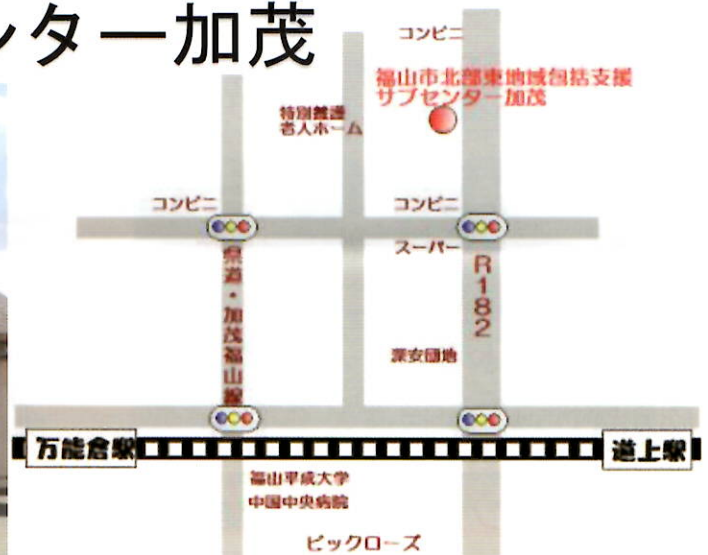 ンター加茂
コンビニ
福山市北部東地域包括支援
サブセンター加茂
特別養護
老人ホーム
コンビニ
コンビニ
スーパー
県道・加茂福山線
R182
深安団地
万能倉駅
道上駅
福山平成大学
中国中央病院
ビックローズ